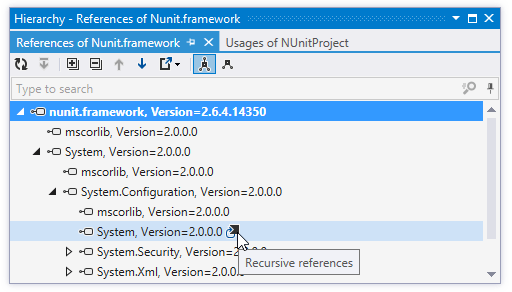 Hierarchy - References of Nunit.framework
References of Nunit.framework
Usages of NUnitProject
Type to search
nunit.framework, Version=2.6.4.14350
mscorlib, Version=2.0.0.0
System, Version=2.0.0.0
mscorlib, Version=2.0.0.0
System.Configuration, Version=2.0.0.0
mscorlib, Version=2.0.0.0
System, Version=2.0.0.0
Recursive references
System.Security, Version=2.0.0.0
System.Xml, Version=2.0.0.0